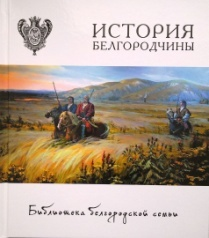 ИСТОРИЯ
БЕЛГОРОДЧИНЫ
Библиотека белгородской семьи